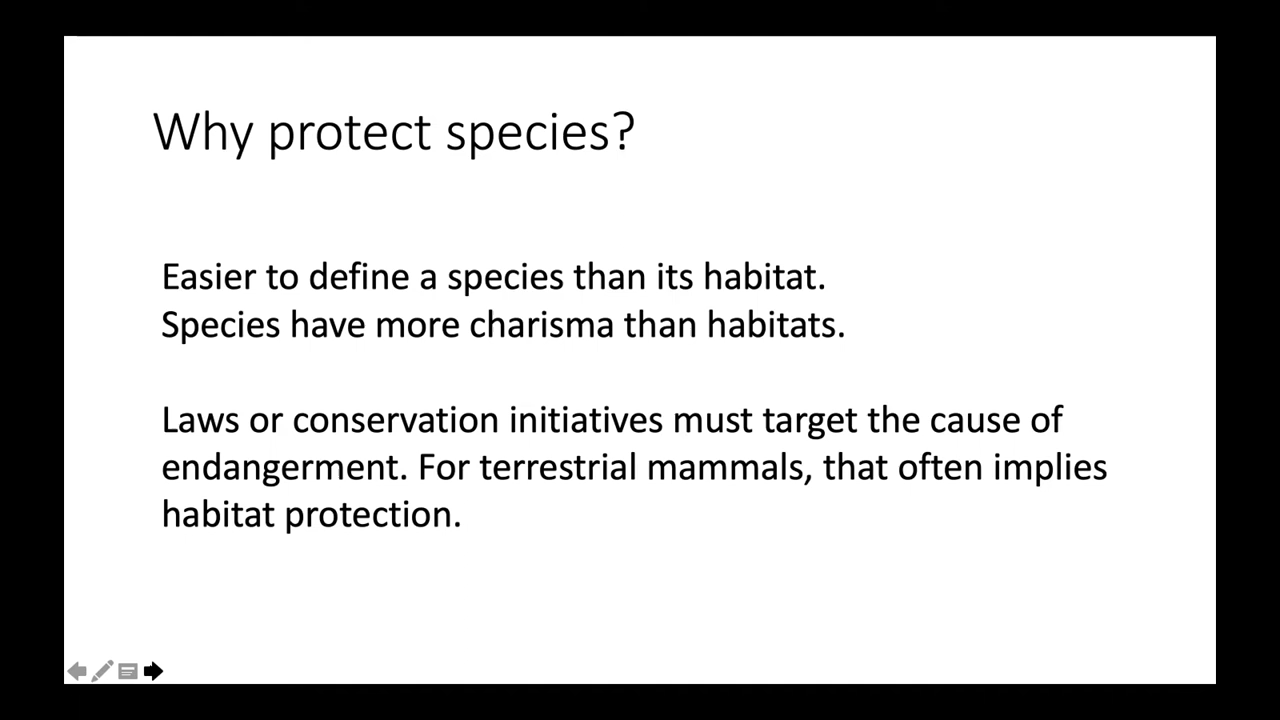 Why protect species?
Easier to define a species than its habitat.
Species have more charisma than habitats.
Laws or conservation initiatives must target the cause of
endangerment. For terrestrial mammals, that often implies
habitat protection.